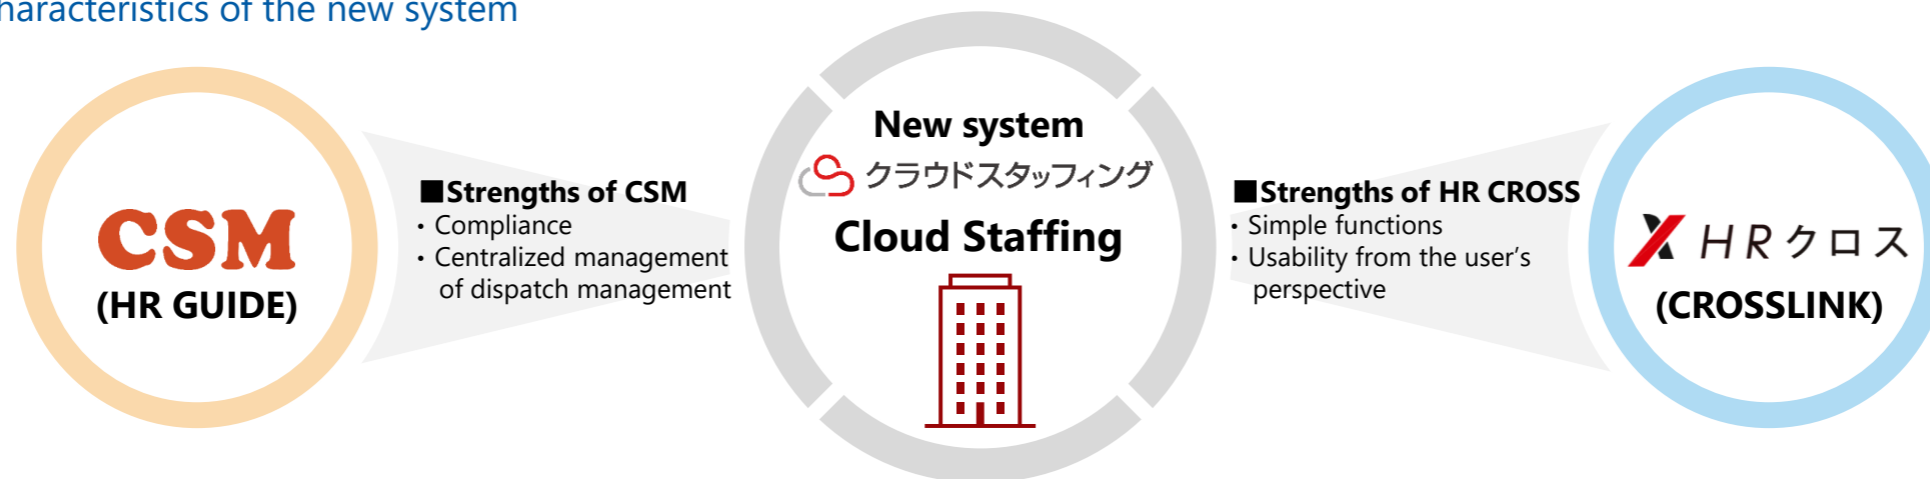 haracteristics of the new system
CSM
(HR GUIDE)
■Strengths of CSM
・Compliance
・Centralized management
of dispatch management
New system
クラウドスタッフィング
Cloud Staffing
■Strengths of HR CROSS
・Simple functions
・Usability from the user's
perspective
HRクロス
(CROSSLINK)